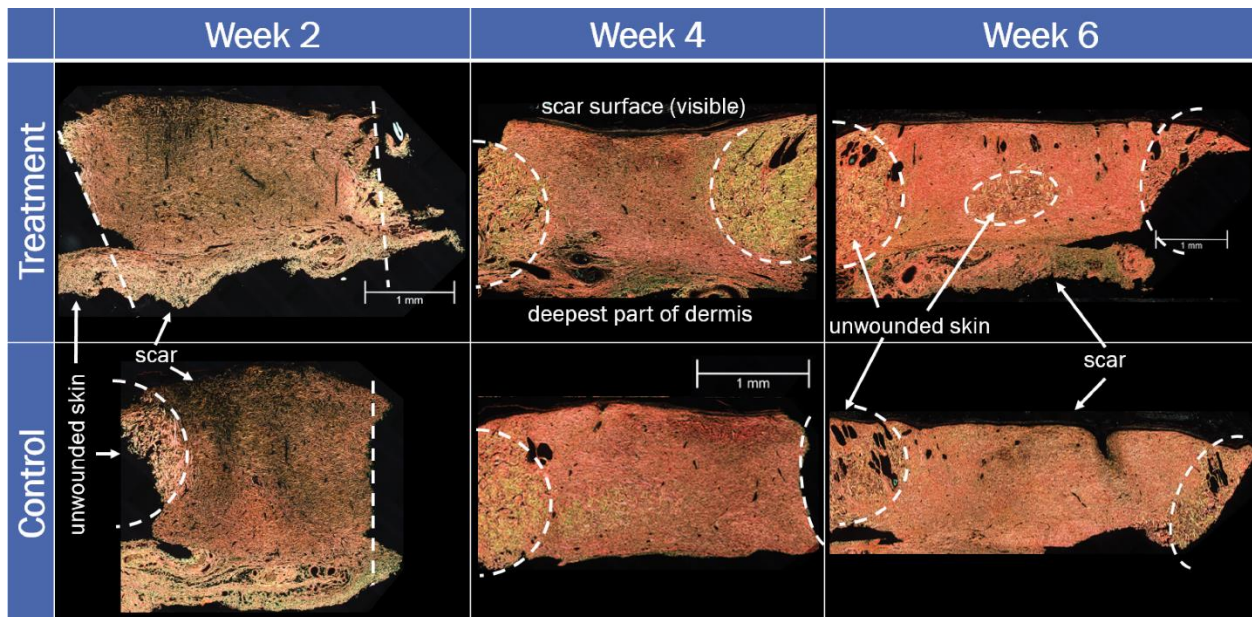 Week 2
Week 4
Week 6
Treatment
scar surface (visible)
1 mm
1 mm
deepest part of dermis
unwounded skin
scar
scar
unwounded skin
1 mm
Control